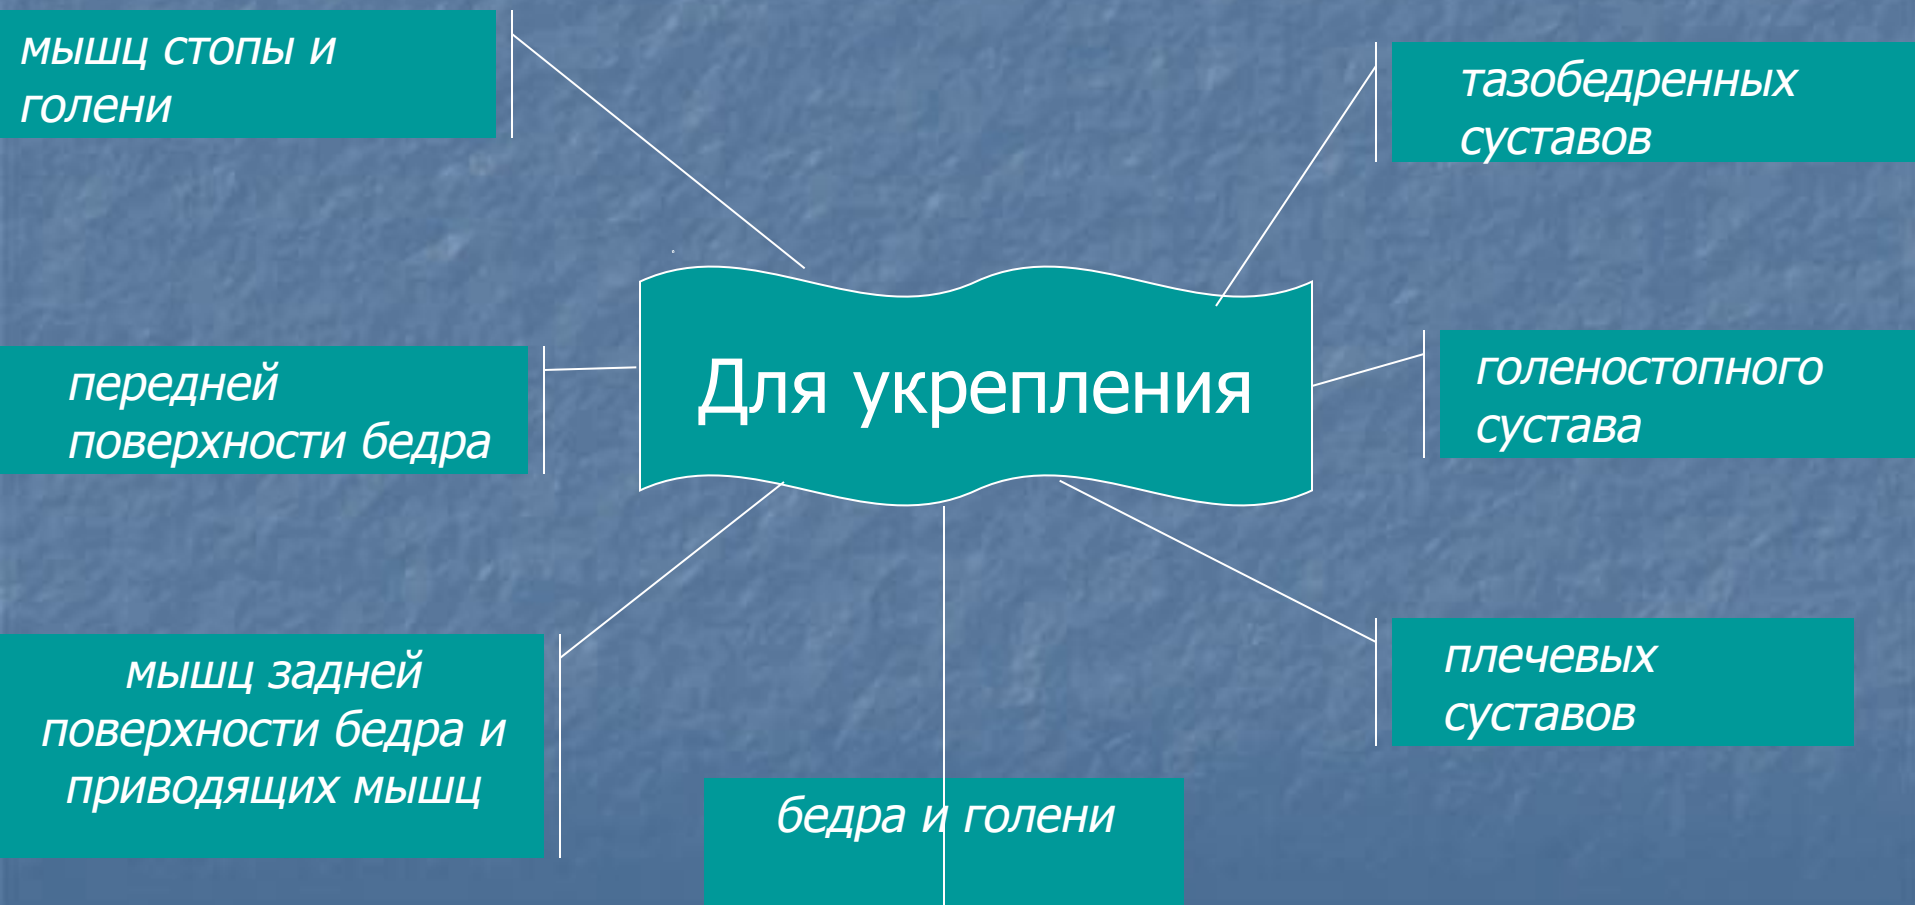 мышц стопы и
голени
тазобедренных
суставов
Для укрепления
передней
поверхности бедра
голеностопного
сустава
мышц задней
поверхности бедра и
приводящих мышц
плечевых
суставов
бедра и голени